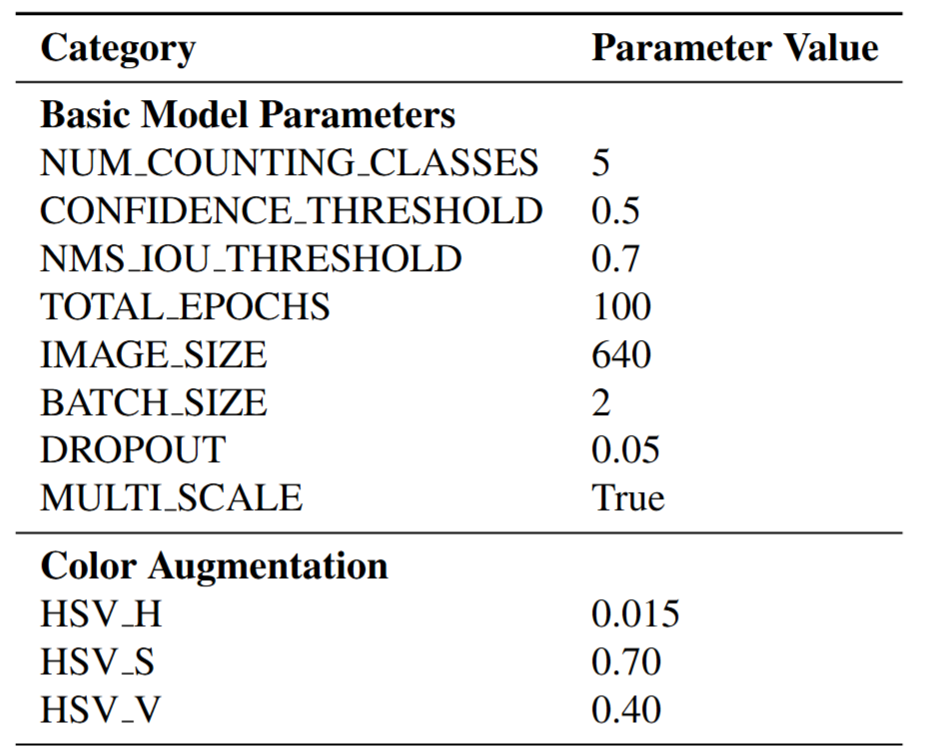 Category Parameter Value
Basic Model Parameters
NUM_COUNTING_CLASSES 5
CONFIDENCE_THRESHOLD 0.5
NMS_IOU_THRESHOLD 0.7
TOTAL_EPOCHS 100
IMAGE_SIZE 640
BATCH_SIZE 2
DROPOUT 0.05
MULTI_SCALE True
Color Augmentation
HSV_H 0.015
HSV_S 0.70
HSV_V 0.40